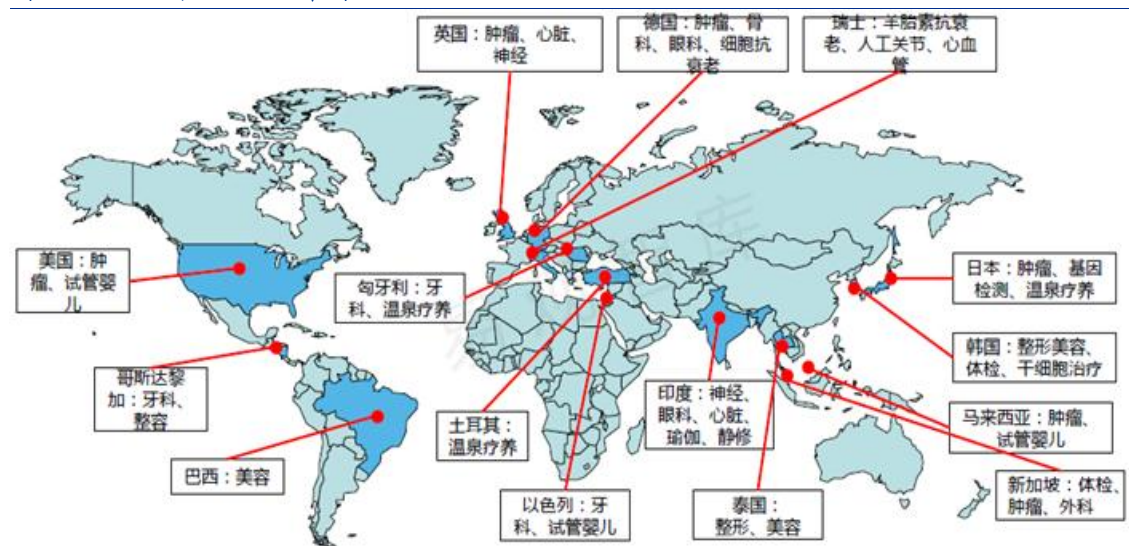 英国：肿瘤、心脏、
神经
德国：肿瘤、骨
科、眼科、细胞抗
衰老
瑞士：羊胎素抗衰
老、人工关节、心血
管
美国：肿
瘤、试管婴
儿
匈牙利：牙
科、温泉疗养
日本：肿瘤、基因
检测、温泉疗养
韩国：整形美容、
体检、干细胞治疗
哥斯达黎
加：牙科、
整容
土耳其：
温泉疗养
印度：神经、
眼科、心脏、
瑜伽、静修
马来西亚：肿瘤、
试管婴儿
巴西：美容
以色列：牙
科、试管婴儿
泰国：
整形、美容
新加坡：体检、
肿瘤、外科